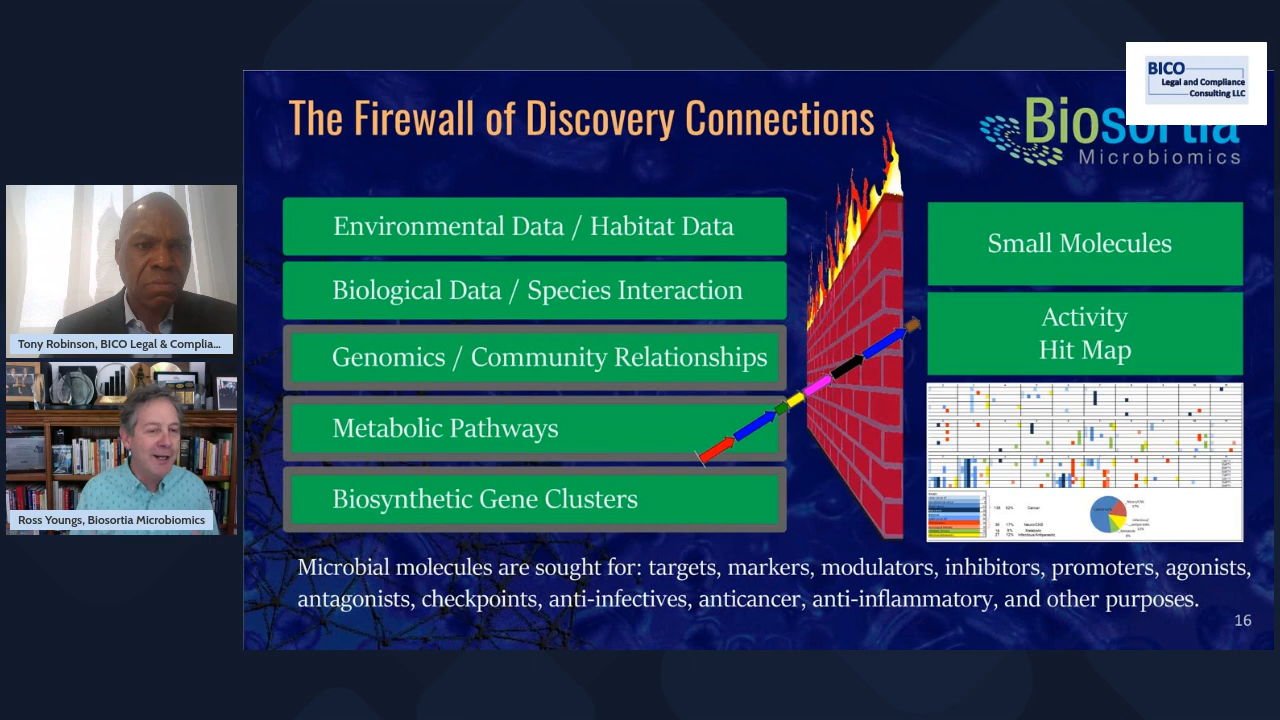 BICO
Legal and Compliance
Consulting LLC
The Firewall of Discovery Connections
Biosortia
Microbiomics
Environmental Data / Habitat Data
Biological Data / Species Interaction
Genomics / Community Relationships
Metabolic Pathways
Biosynthetic Gene Clusters
Small Molecules
Activity
Hit Map
Tony Robinson, BICO Legal & Complia...
Ross Youngs, Biosortia Microbiomics
Microbial molecules are sought for: targets, markers, modulators, inhibitors, promoters, agonists,
antagonists, checkpoints, anti-infectives, anticancer, anti-inflammatory, and other purposes.
16